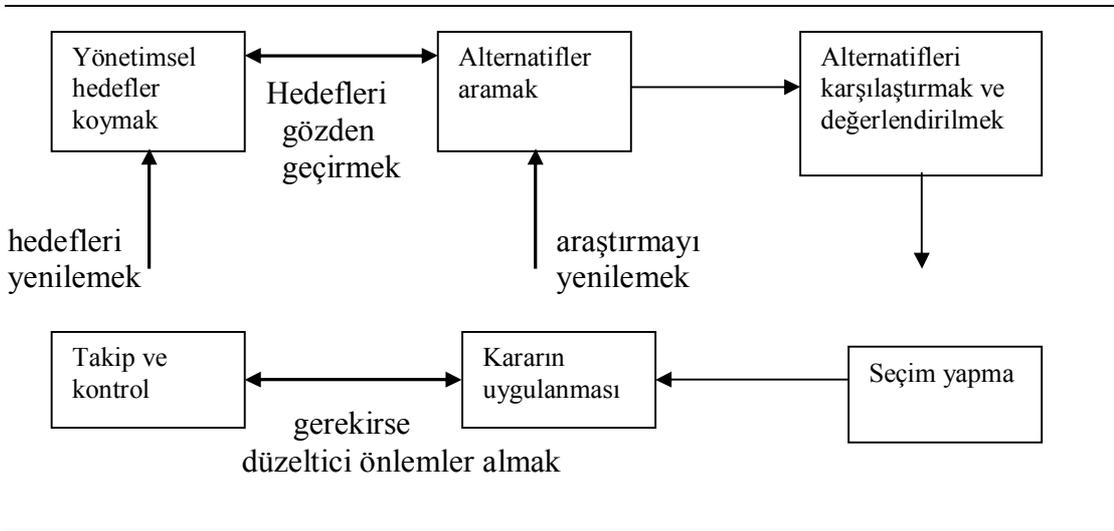 Yönetimsel
hedefler
koymak
Hedefleri
gözden
geçirmek
Alternatifler
aramak
Alternatifleri
karşılaştırmak ve
değerlendirilmek
hedefleri
yenilemek
araştırmayı
yenilemek
Takip ve
kontrol
gerekirse
düzeltici önlemler almak
Kararın
uygulanması
Seçim yapma